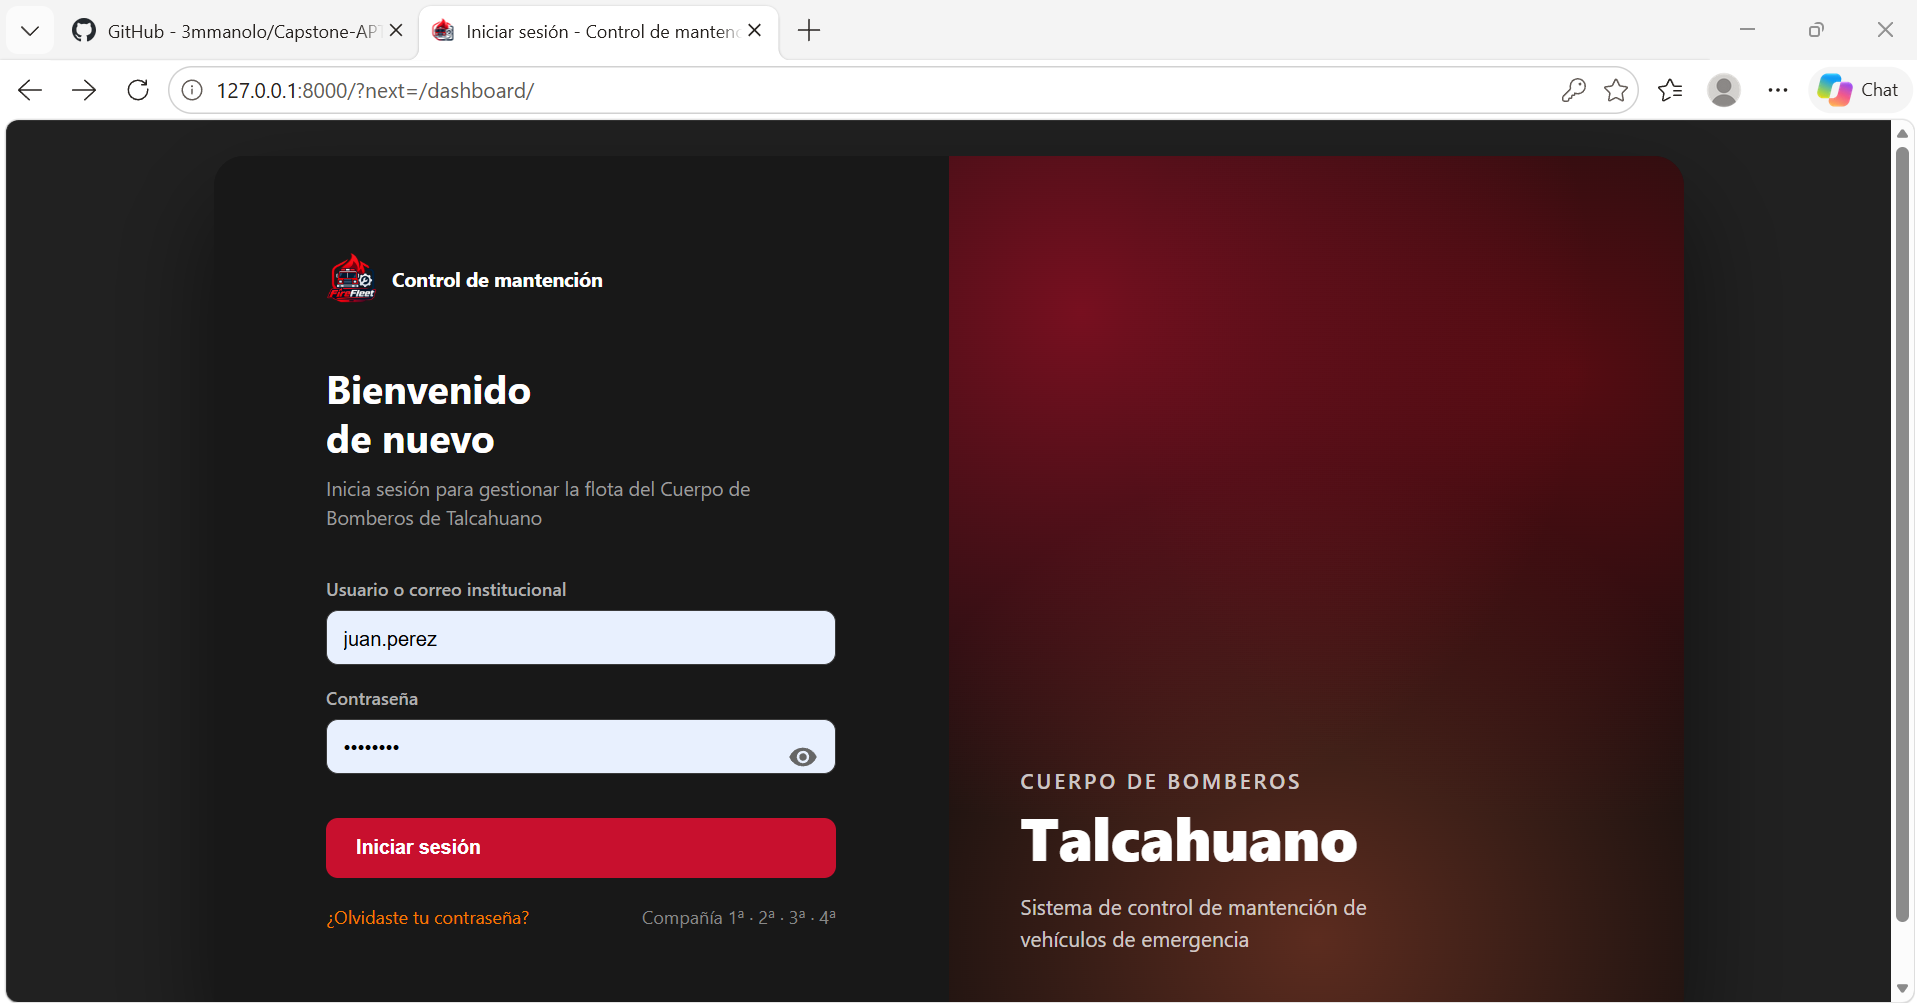 GitHub - 3mmanolo/Capstone-AP
Iniciar sesión - Control de manten
127.0.0.1:8000/?next=/dashboard/
Chat
FireFleet
Control de mantención
Bienvenido
de nuevo
Inicia sesión para gestionar la flota del Cuerpo de
Bomberos de Talcahuano
Usuario o correo institucional
juan.perez
Contraseña
••••••••
Iniciar sesión
¿Olvidaste tu contraseña?
Compañía 1ª · 2ª · 3ª · 4ª
CUERPO DE BOMBEROS
Talcahuano
Sistema de control de mantención de
vehículos de emergencia